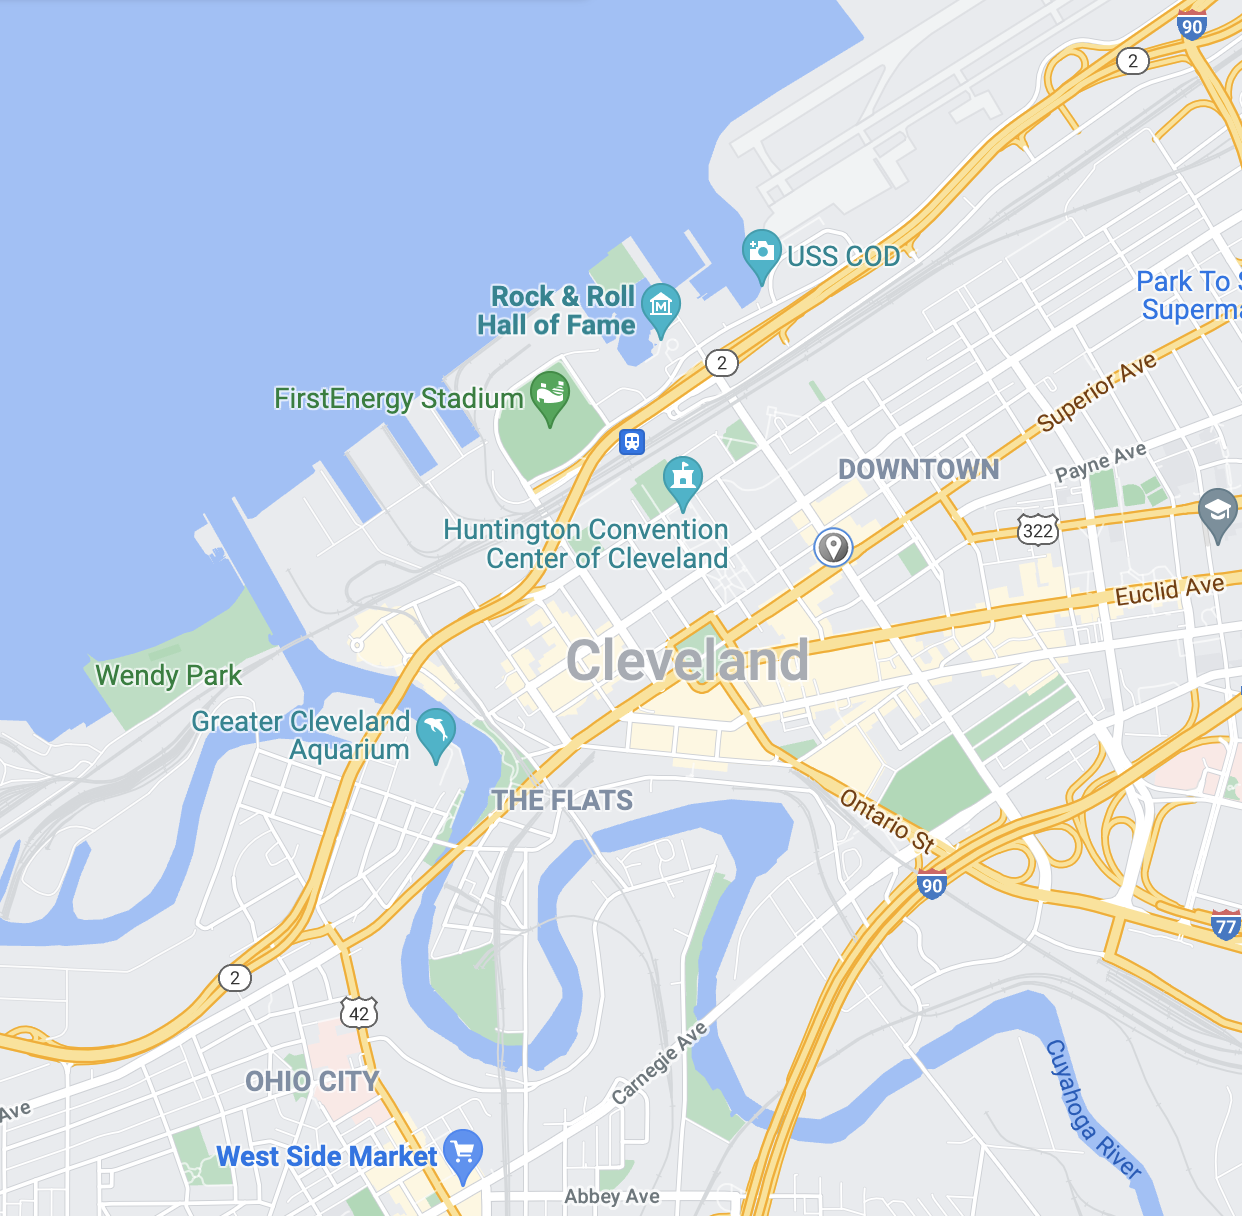 90
2
USS COD
Park To S
Superma
Rock & Roll
Hall of Fame
2
FirstEnergy Stadium
Superior Ave
DOWNTOWN
Payne Ave
Huntington Convention
Center of Cleveland
322
Euclid Ave
Cleveland
Wendy Park
Greater Cleveland
Aquarium
THE FLATS
Ontario St
90
77
2
42
Carnegie Ave
OHIO CITY
Ave
Cuyahoga River
West Side Market
Abbey Ave